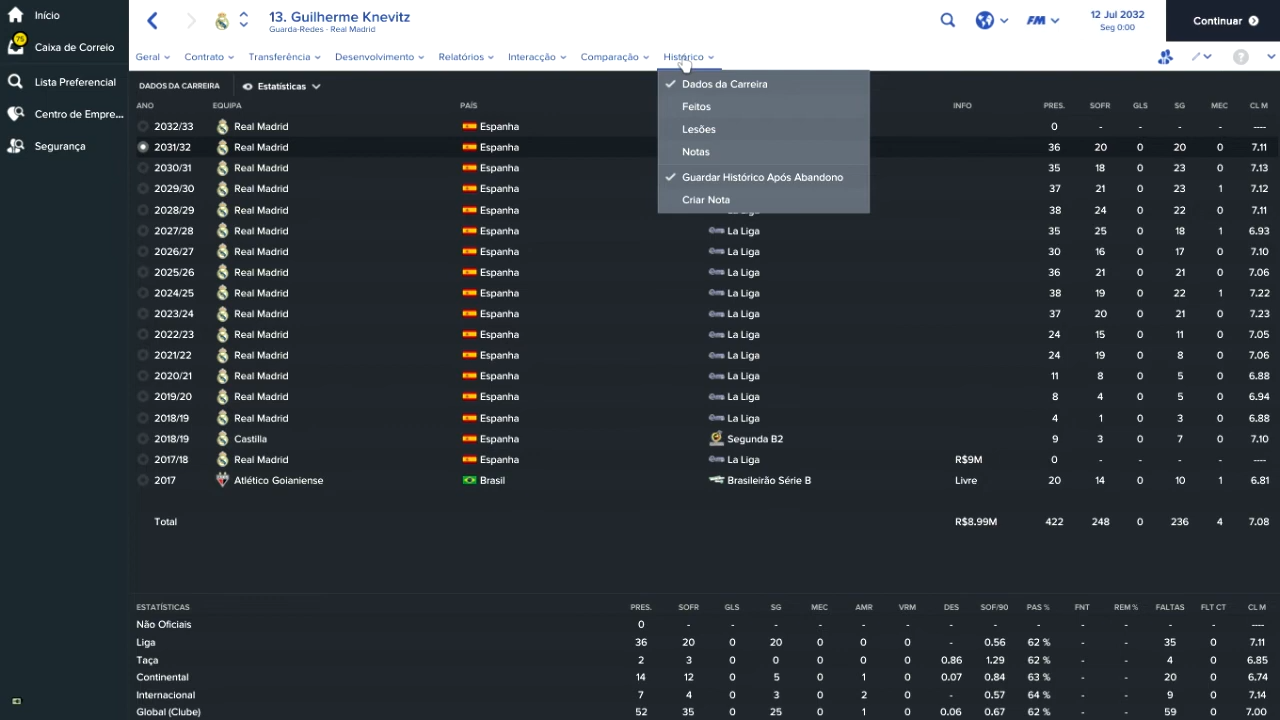 Início
75
Caixa de Correio
Lista Preferencial
Centro de Empre...
Segurança
13. Guilherme Knevitz
Guarda-Redes - Real Madrid
FM
12 Jul 2032
Seg 0:00
Continuar
Geral Contrato Transferência Desenvolvimento Relatórios Interacção Comparação Histórico
?
DADOS DA CARREIRA Estatísticas
Dados da Carreira
Feitos
Lesões
Notas
Guardar Histórico Após Abandono
Criar Nota
ANO EQUIPA PAÍS INFO PRES. SOFR GLS SG MEC CL M
2032/33 Real Madrid Espanha 0 - - - - ----
2031/32 Real Madrid Espanha 36 20 0 20 0 7.11
2030/31 Real Madrid Espanha 35 18 0 23 0 7.13
2029/30 Real Madrid Espanha 37 21 0 23 1 7.12
2028/29 Real Madrid Espanha La Liga 38 24 0 22 0 7.11
2027/28 Real Madrid Espanha La Liga 35 25 0 18 1 6.93
2026/27 Real Madrid Espanha La Liga 30 16 0 17 0 7.10
2025/26 Real Madrid Espanha La Liga 36 21 0 21 0 7.06
2024/25 Real Madrid Espanha La Liga 38 19 0 22 1 7.22
2023/24 Real Madrid Espanha La Liga 37 20 0 21 0 7.23
2022/23 Real Madrid Espanha La Liga 24 15 0 11 0 7.05
2021/22 Real Madrid Espanha La Liga 24 19 0 8 0 7.06
2020/21 Real Madrid Espanha La Liga 11 8 0 5 0 6.88
2019/20 Real Madrid Espanha La Liga 8 4 0 5 0 6.94
2018/19 Real Madrid Espanha La Liga 4 1 0 3 0 6.88
2018/19 Castilla Espanha Segunda B2 9 3 0 7 0 7.10
2017/18 Real Madrid Espanha La Liga R$9M 0 - - - - ----
2017 Atlético Goianiense Brasil Brasileirão Série B Livre 20 14 0 10 1 6.81
Total R$8.99M 422 248 0 236 4 7.08
ESTATÍSTICAS PRES. SOFR GLS SG MEC AMR VRM DES SOF/90 PAS % FNT REM % FALTAS FLT CT CL M
Não Oficiais 0 - - - - - - - - - - - - - ----
Liga 36 20 0 20 0 0 0 - 0.56 62 % - - 35 0 7.11
Taça 2 3 0 0 0 0 0 0.86 1.29 62 % - - 4 0 6.85
Continental 14 12 0 5 0 1 0 0.07 0.84 63 % - - 20 0 6.74
Internacional 7 4 0 3 0 2 0 - 0.57 64 % - - 9 0 7.14
Global (Clube) 52 35 0 25 0 1 0 0.06 0.67 62 % - - 59 0 7.00